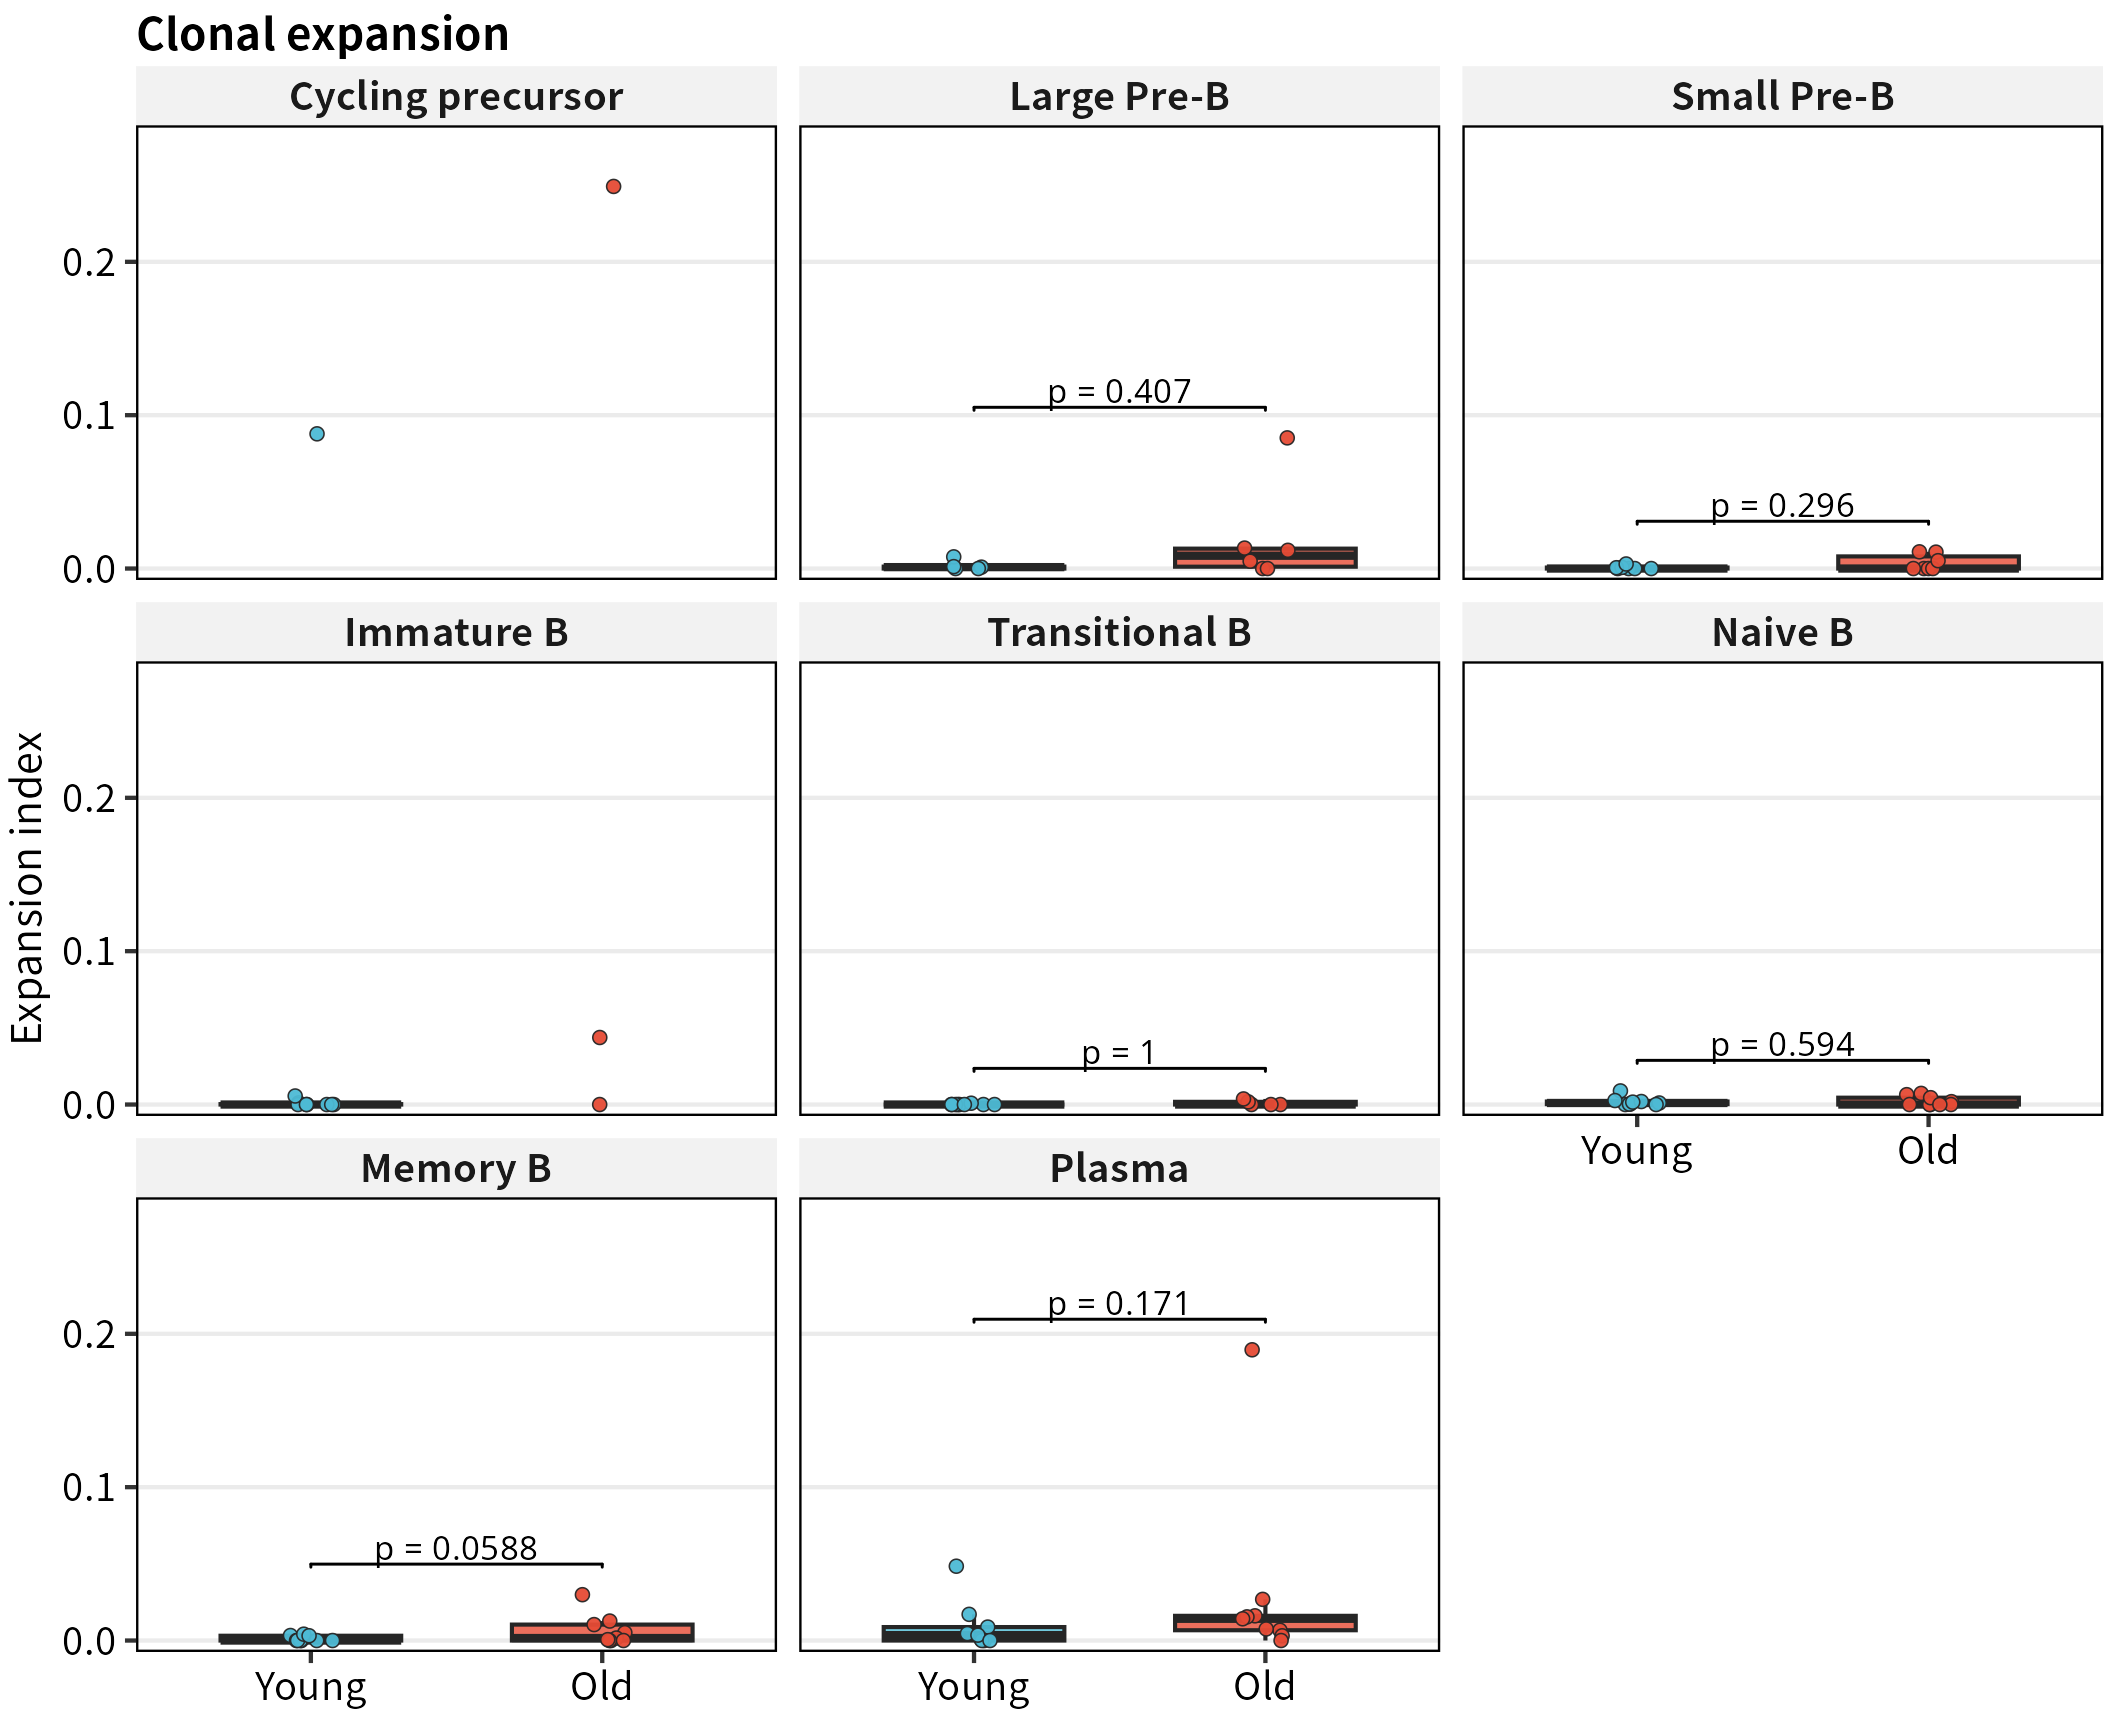 Clonal expansion
Cycling precursor
Large Pre-B
Small Pre-B
0.2
0.1
0.0
p = 0.407
p = 0.296
Immature B
Transitional B
Naive B
Expansion index
0.2
0.1
0.0
p = 1
p = 0.594
Young
Old
Memory B
Plasma
0.2
0.1
0.0
p = 0.0588
p = 0.171
Young
Old
Young
Old